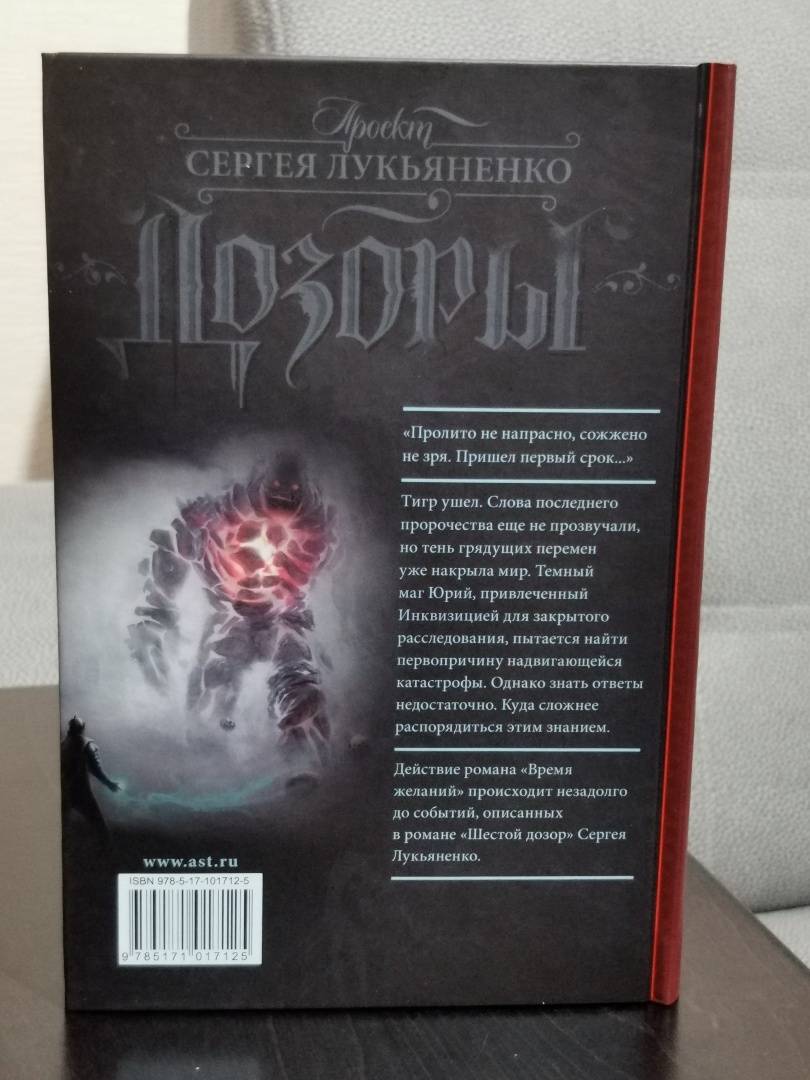 Проект
СЕРГЕЯ ЛУКЬЯНЕНКО
Дозоры
«Пролито не напрасно, сожжено
не зря. Пришел первый срок...»
Тигр ушел. Слова последнего
пророчества еще не прозвучали,
но тень грядущих перемен
уже накрыла мир. Темный
маг Юрий, привлеченный
Инквизицией для закрытого
расследования, пытается найти
первопричину надвигающейся
катастрофы. Однако знать ответы
недостаточно. Куда сложнее
распорядиться этим знанием.
Действие романа «Время
желаний» происходит незадолго
до событий, описанных
в романе «Шестой дозор» Сергея
Лукьяненко.
www.ast.ru
ISBN 978-5-17-101712-5
9 785171 017125